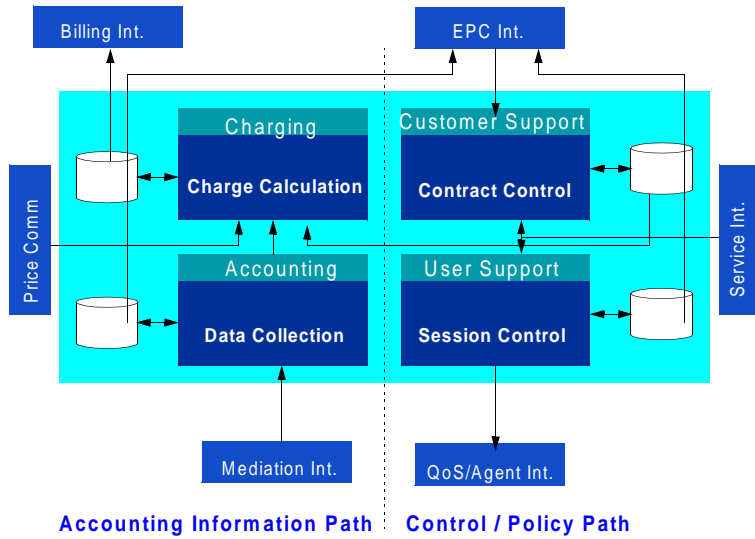 Billing Int.
EPC Int.
Charging
Charge Calculation
Customer Support
Contract Control
Price Comm
Service Int.
Accounting
Data Collection
User Support
Session Control
Mediation Int.
QoS/Agent Int.
Accounting Information Path
Control / Policy Path